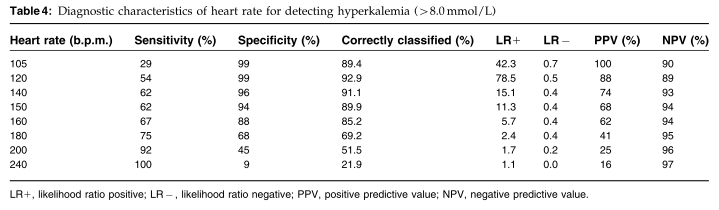 Table 4: Diagnostic characteristics of heart rate for detecting hyperkalemia (>8.0 mmol/L)
Heart rate (b.p.m.) Sensitivity (%) Specificity (%) Correctly classified (%) LR+ LR− PPV (%) NPV (%)
105 29 99 89.4 42.3 0.7 100 90
120 54 99 92.9 78.5 0.5 88 89
140 62 96 91.1 15.1 0.4 74 93
150 62 94 89.9 11.3 0.4 68 94
160 67 88 85.2 5.7 0.4 62 94
180 75 68 69.2 2.4 0.4 41 95
200 92 45 51.5 1.7 0.2 25 96
240 100 9 21.9 1.1 0.0 16 97
LR+, likelihood ratio positive; LR−, likelihood ratio negative; PPV, positive predictive value; NPV, negative predictive value.